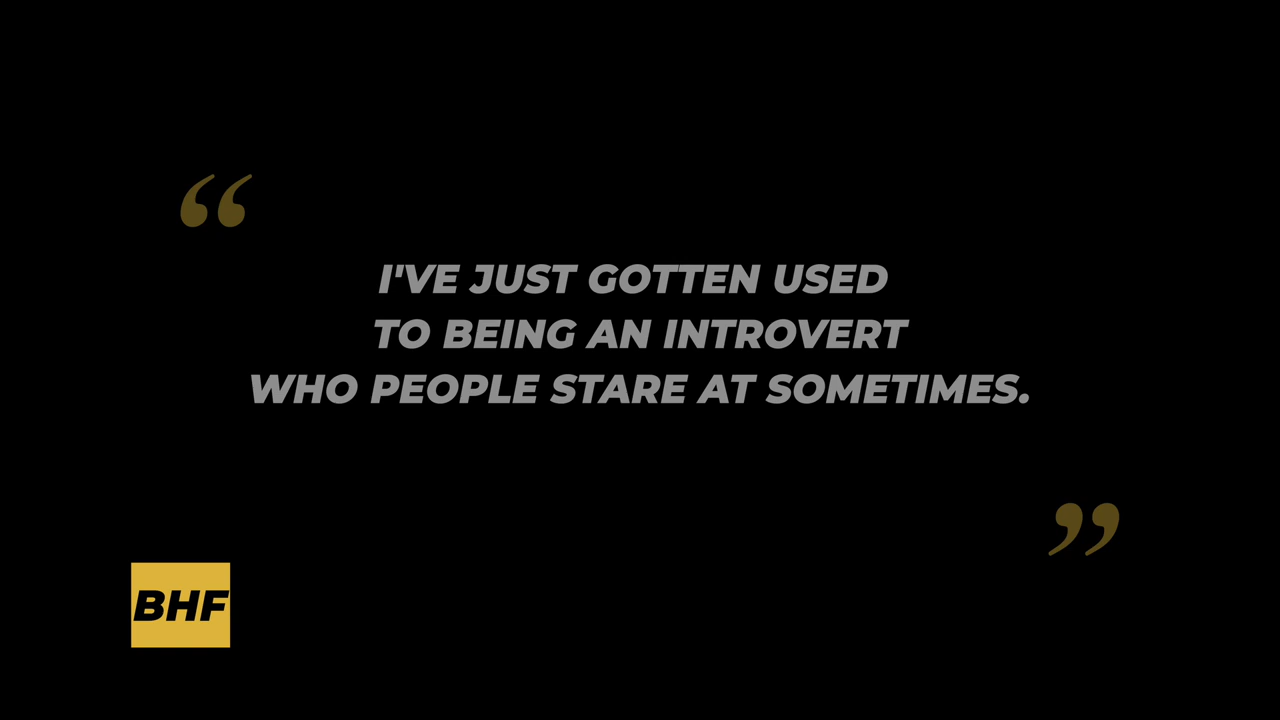 “
I'VE JUST GOTTEN USED
TO BEING AN INTROVERT
WHO PEOPLE STARE AT SOMETIMES.
”
BHF